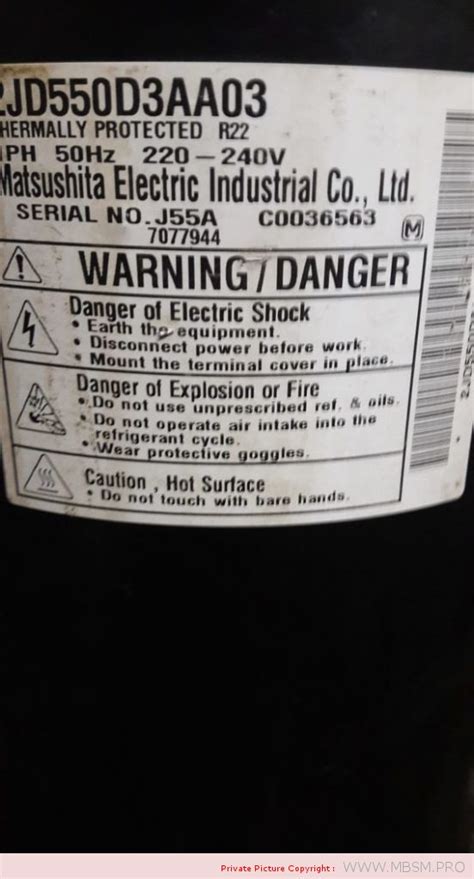 2JD550D3AA03
THERMALLY PROTECTED R22
1PH 50Hz 220-240V
Matsushita Electric Industrial Co., Ltd.
SERIAL NO. J55A C0036563
7077944
M
WARNING/DANGER
Danger of Electric Shock
• Earth the equipment.
• Disconnect power before work.
• Mount the terminal cover in place.
Danger of Explosion or Fire
• Do not use unprescribed ref. & oils.
• Do not operate air intake into the
refrigerant cycle.
• Wear protective goggles.
Caution, Hot Surface
• Do not touch with bare hands.
Private Picture Copyright : WWW.MBSM.PRO